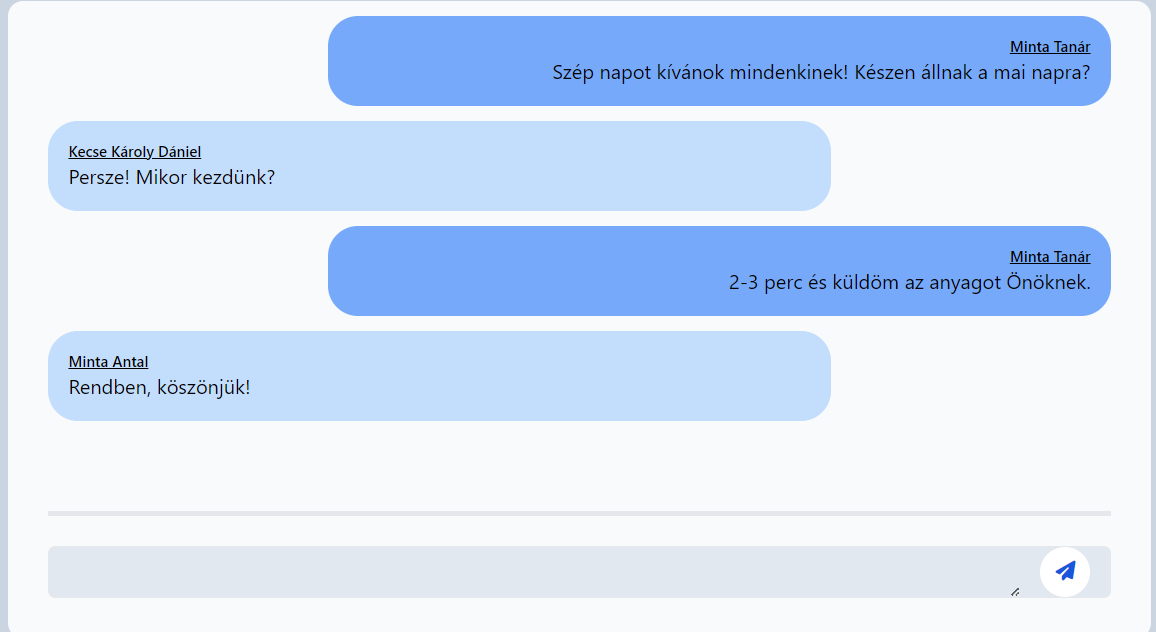 Minta Tanár
Szép napot kívánok mindenkinek! Készen állnak a mai napra?
Kecse Károly Dániel
Persze! Mikor kezdünk?
Minta Tanár
2-3 perc és küldöm az anyagot Önöknek.
Minta Antal
Rendben, köszönjük!